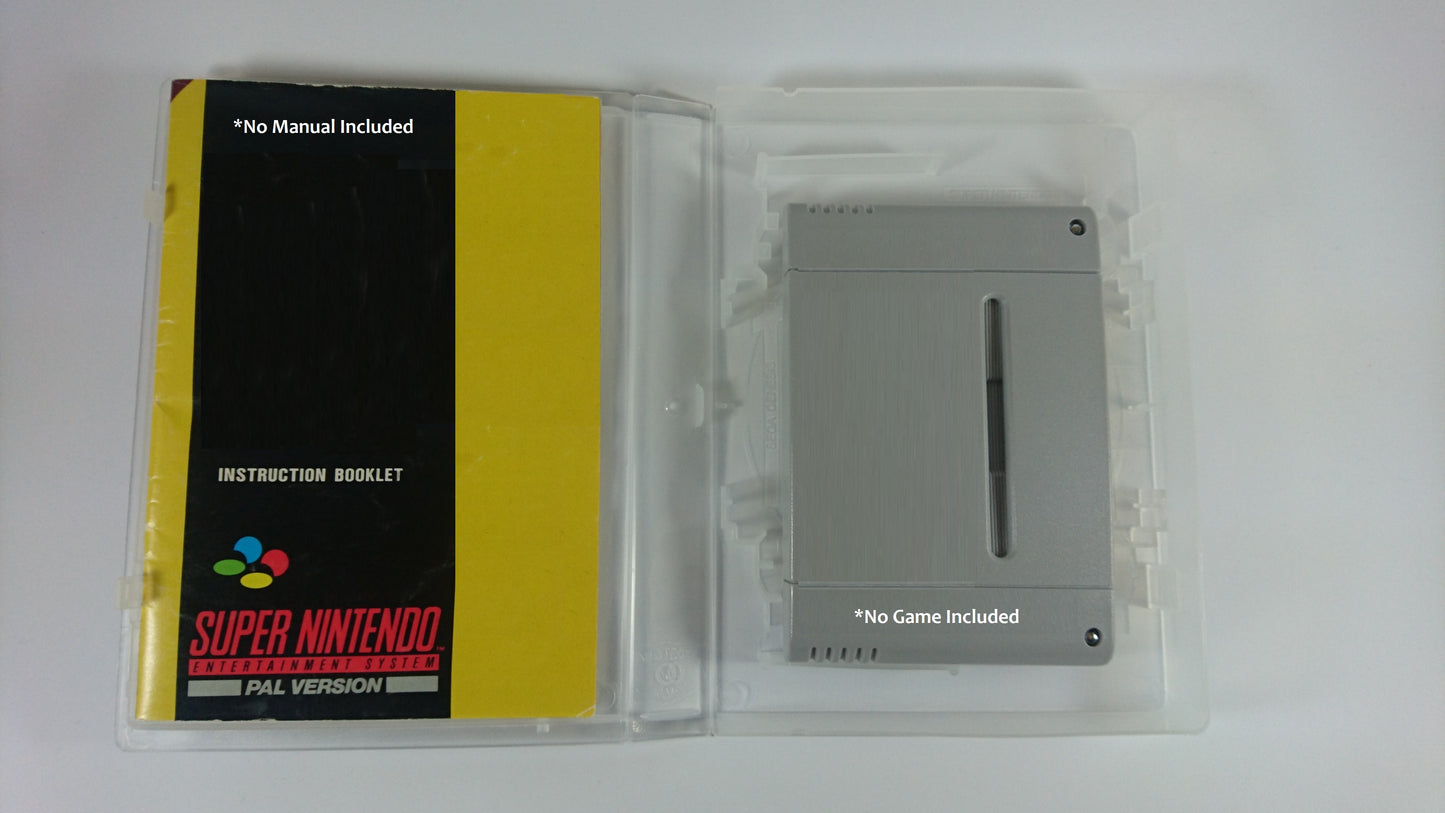 *No Manual Included
INSTRUCTION BOOKLET
SUPER NINTENDO
ENTERTAINMENT SYSTEM
PAL VERSION
*No Game Included